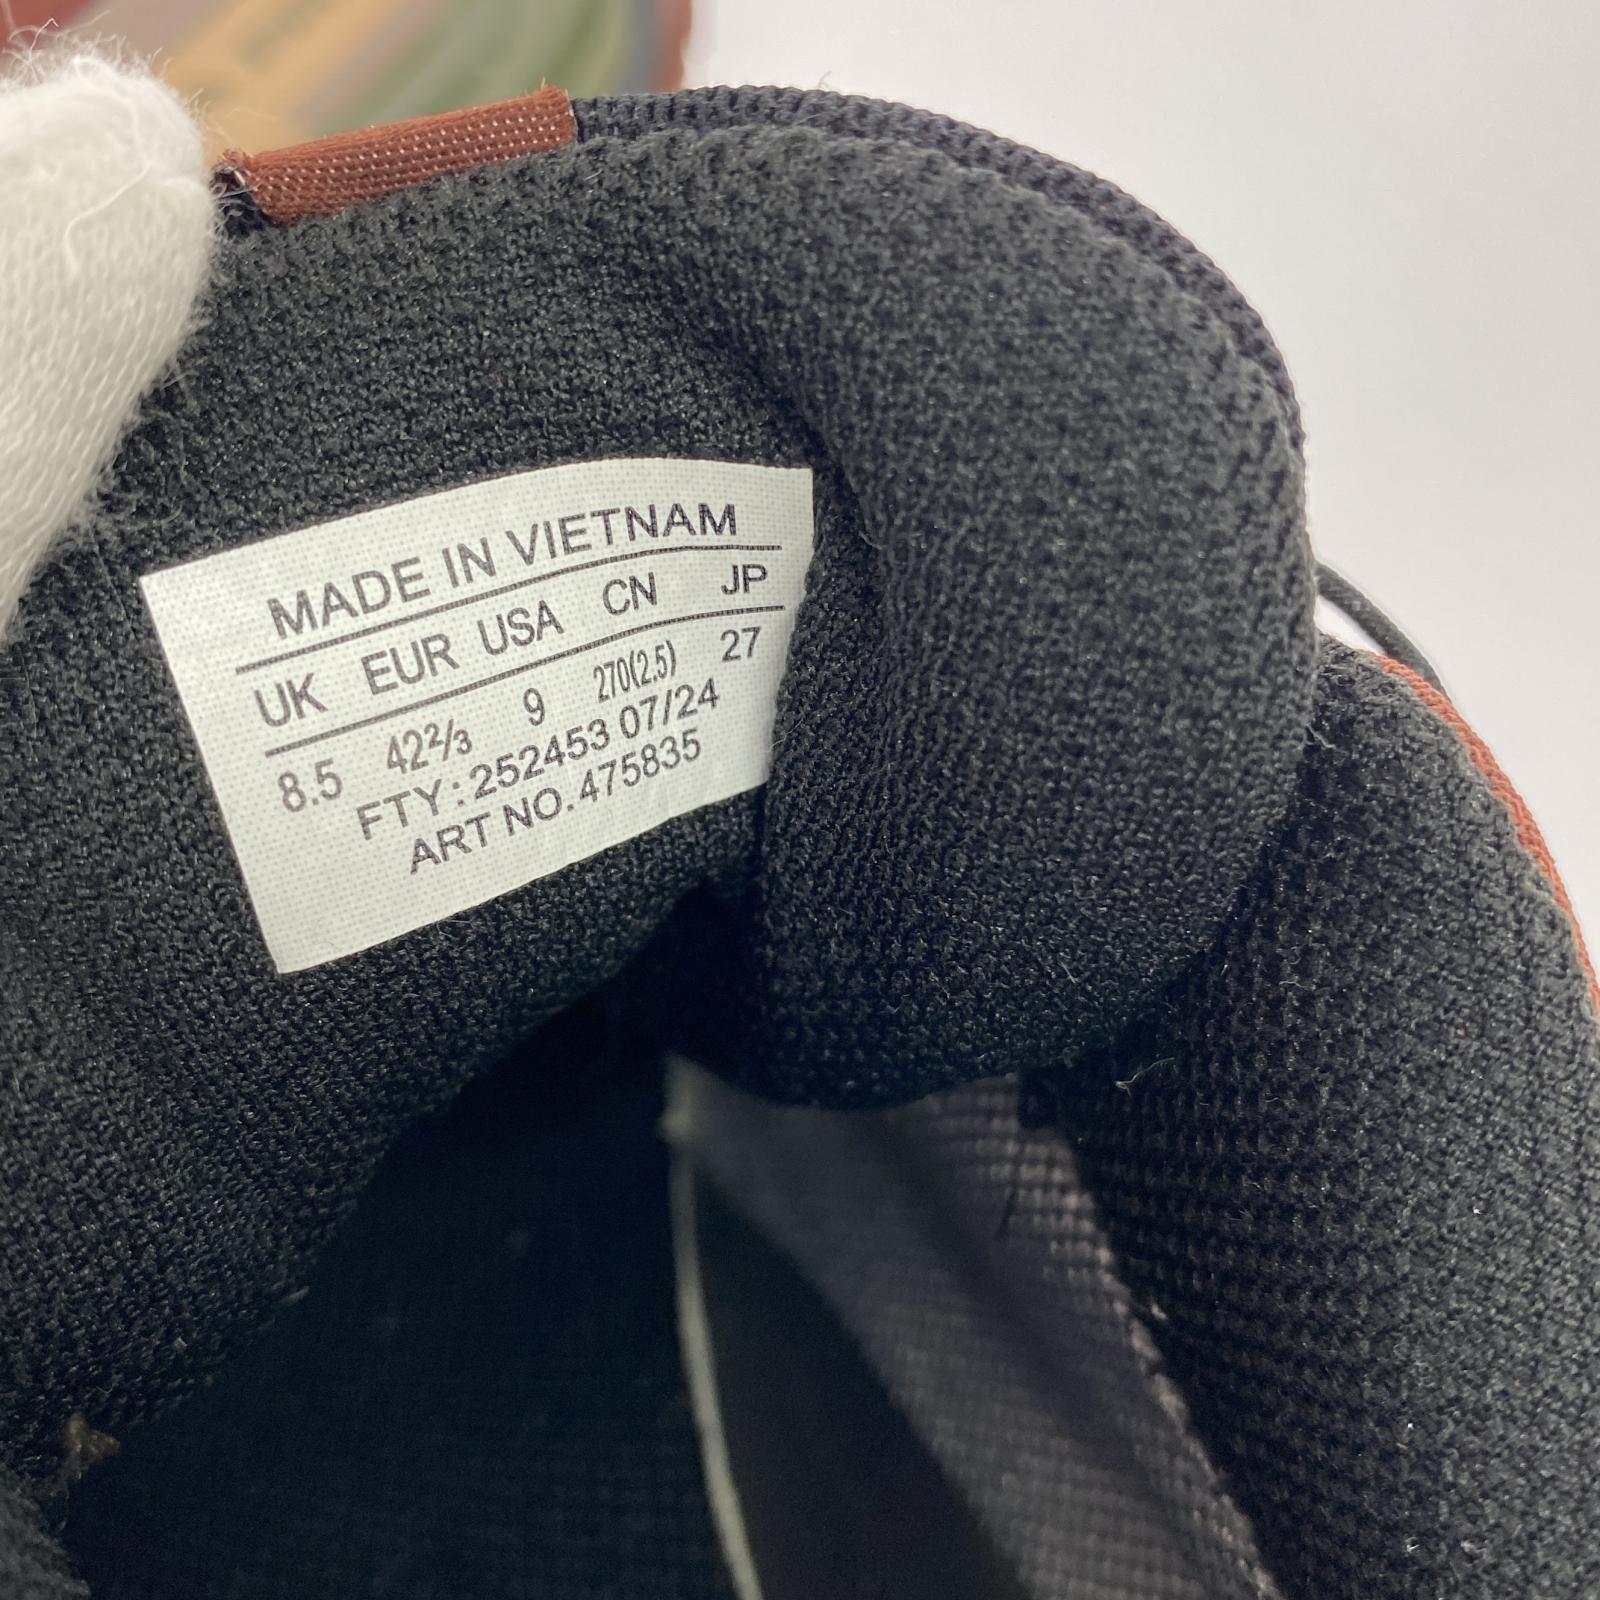 MADE IN VIETNAM
UK EUR USA CN JP
8.5 42⅔ 9 270(2.5) 27
FTY:252453 07/24
ART NO.475835